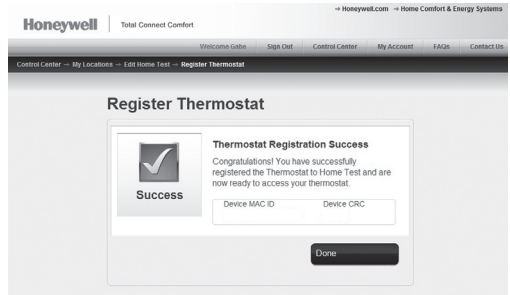 → Honeywell.com → Home Comfort & Energy Systems
Honeywell | Total Connect Comfort
Welcome Gabe Sign Out Control Center My Account FAQs Contact Us
Control Center → My Locations → Edit Home Test → Register Thermostat
Register Thermostat
Thermostat Registration Success
Congratulations! You have successfully
registered the Thermostat to Home Test and are
now ready to access your thermostat.
Success
Device MAC ID Device CRC
Done